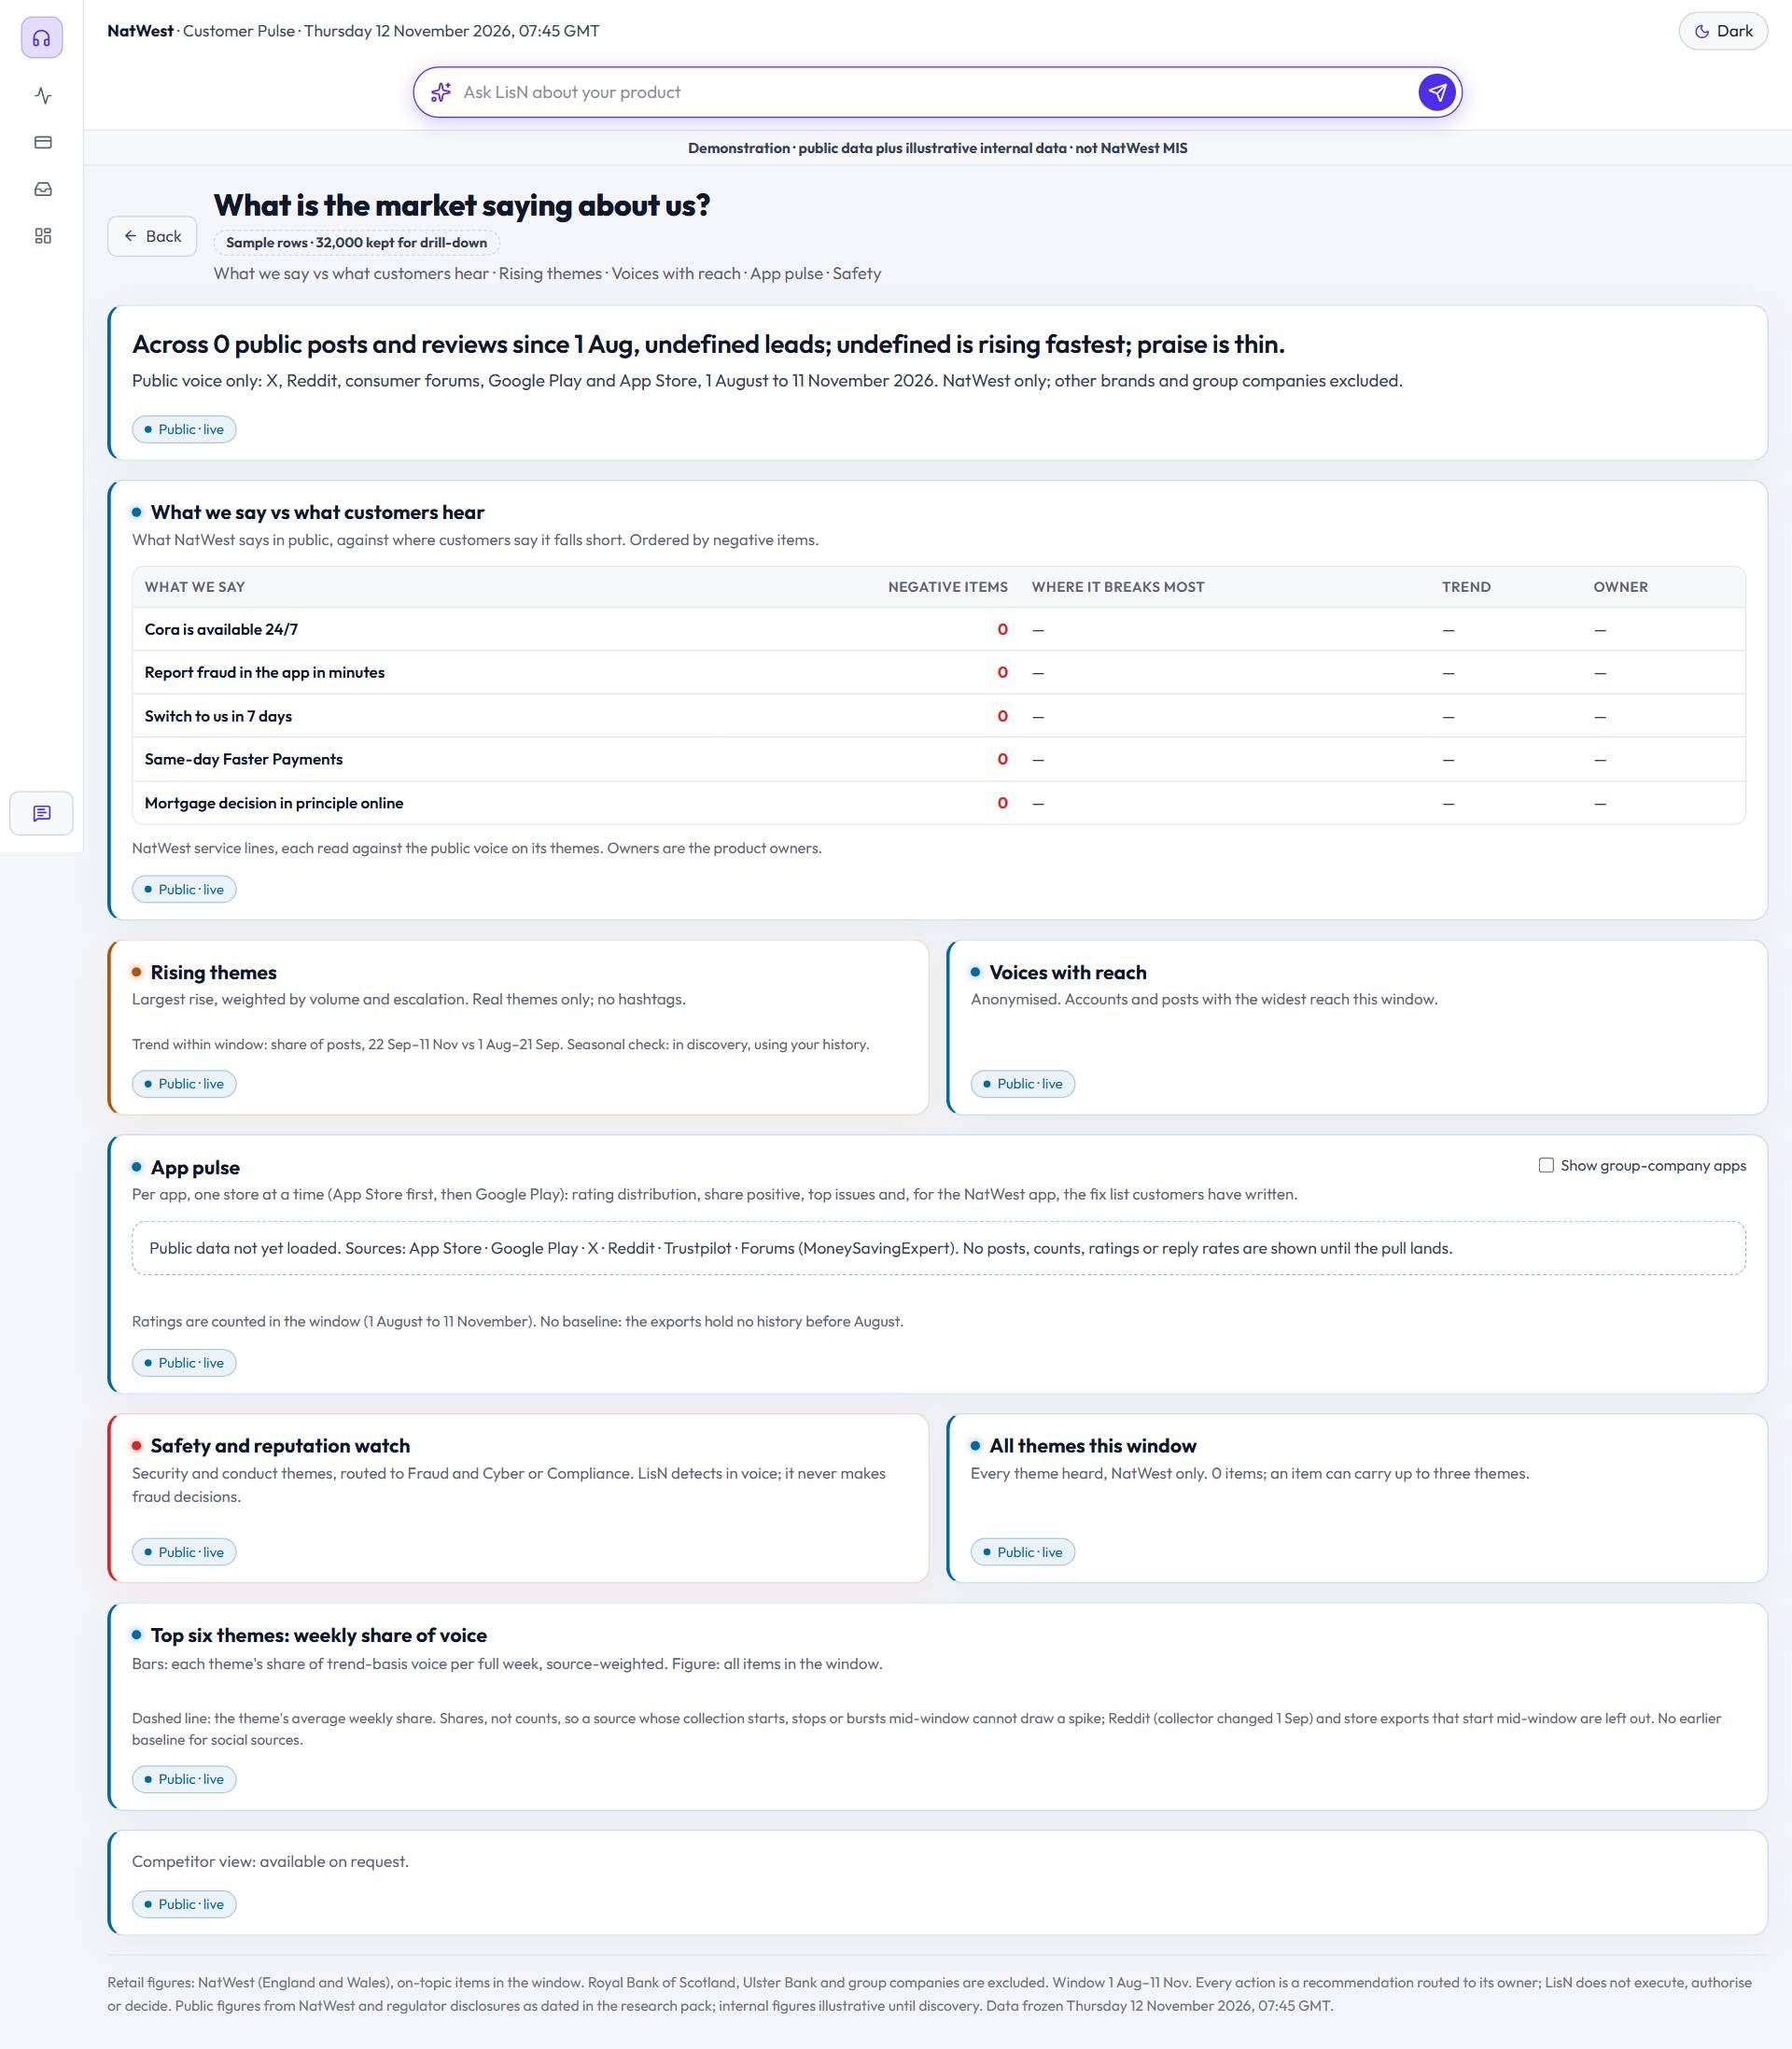 NatWest · Customer Pulse · Thursday 12 November 2026, 07:45 GMT
Dark
Ask LisN about your product
Demonstration · public data plus illustrative internal data · not NatWest MIS
Back
What is the market saying about us?
Sample rows · 32,000 kept for drill-down
What we say vs what customers hear · Rising themes · Voices with reach · App pulse · Safety
Across 0 public posts and reviews since 1 Aug, undefined leads; undefined is rising fastest; praise is thin.
Public voice only: X, Reddit, consumer forums, Google Play and App Store, 1 August to 11 November 2026. NatWest only; other brands and group companies excluded.
Public · live
What we say vs what customers hear
What NatWest says in public, against where customers say it falls short. Ordered by negative items.
WHAT WE SAY NEGATIVE ITEMS WHERE IT BREAKS MOST TREND OWNER
Cora is available 24/7 0 — — —
Report fraud in the app in minutes 0 — — —
Switch to us in 7 days 0 — — —
Same-day Faster Payments 0 — — —
Mortgage decision in principle online 0 — — —
NatWest service lines, each read against the public voice on its themes. Owners are the product owners.
Public · live
Rising themes
Largest rise, weighted by volume and escalation. Real themes only; no hashtags.
Trend within window: share of posts, 22 Sep–11 Nov vs 1 Aug–21 Sep. Seasonal check: in discovery, using your history.
Public · live
Voices with reach
Anonymised. Accounts and posts with the widest reach this window.
Public · live
App pulse
Show group-company apps
Per app, one store at a time (App Store first, then Google Play): rating distribution, share positive, top issues and, for the NatWest app, the fix list customers have written.
Public data not yet loaded. Sources: App Store · Google Play · X · Reddit · Trustpilot · Forums (MoneySavingExpert). No posts, counts, ratings or reply rates are shown until the pull lands.
Ratings are counted in the window (1 August to 11 November). No baseline: the exports hold no history before August.
Public · live
Safety and reputation watch
Security and conduct themes, routed to Fraud and Cyber or Compliance. LisN detects in voice; it never makes
fraud decisions.
Public · live
All themes this window
Every theme heard, NatWest only. 0 items; an item can carry up to three themes.
Public · live
Top six themes: weekly share of voice
Bars: each theme's share of trend-basis voice per full week, source-weighted. Figure: all items in the window.
Dashed line: the theme's average weekly share. Shares, not counts, so a source whose collection starts, stops or bursts mid-window cannot draw a spike; Reddit (collector changed 1 Sep) and store exports that start mid-window are left out. No earlier
baseline for social sources.
Public · live
Competitor view: available on request.
Public · live
Retail figures: NatWest (England and Wales), on-topic items in the window. Royal Bank of Scotland, Ulster Bank and group companies are excluded. Window 1 Aug–11 Nov. Every action is a recommendation routed to its owner; LisN does not execute, authorise
or decide. Public figures from NatWest and regulator disclosures as dated in the research pack; internal figures illustrative until discovery. Data frozen Thursday 12 November 2026, 07:45 GMT.